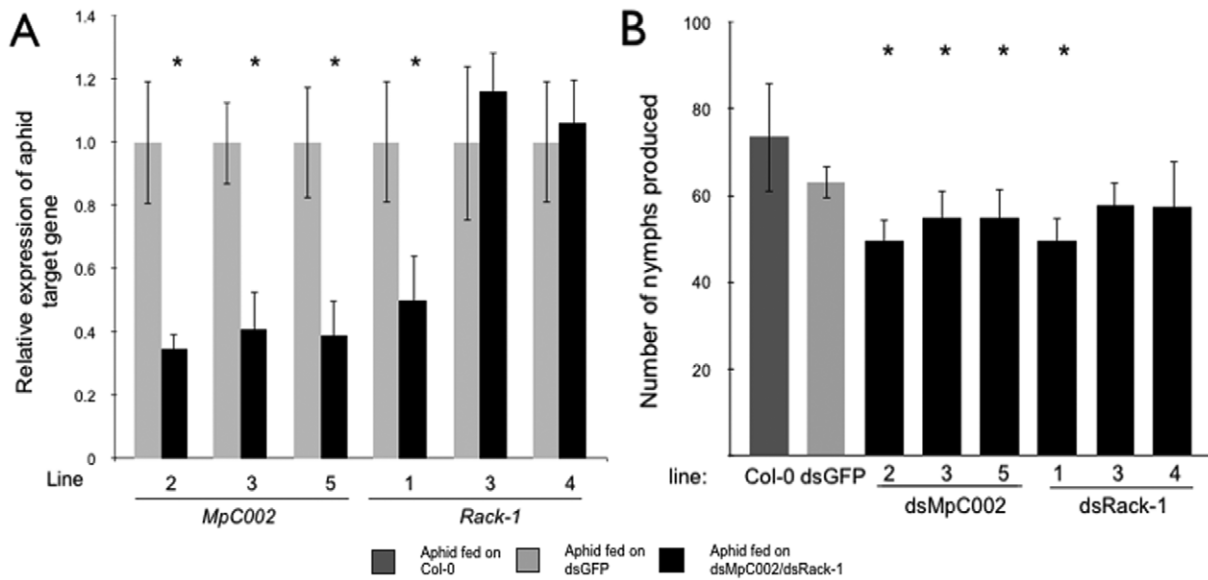 A
Relative expression of aphid
target gene
1.4
1.2
1.0
0.8
0.6
0.4
0.2
0
* * * *
Line 2 3 5 1 3 4
MpC002 Rack-1
B
Number of nymphs produced
100
80
60
40
20
* * * *
line: Col-0 dsGFP 2 3 5 1 3 4
dsMpC002 dsRack-1
Aphid fed on
Col-0
Aphid fed on
dsGFP
Aphid fed on
dsMpC002/dsRack-1